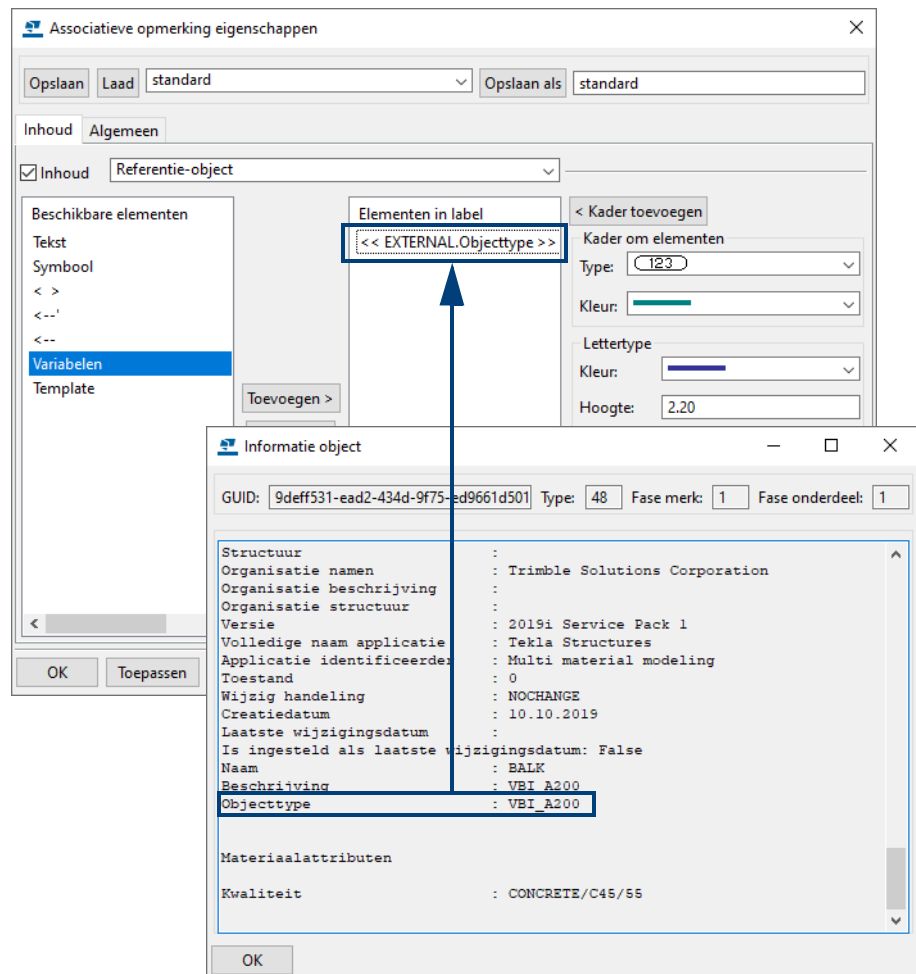 Associatieve opmerking eigenschappen
Opslaan Laad standard Opslaan als standard
Inhoud Algemeen
Inhoud Referentie-object
Beschikbare elementen
Tekst
Symbool
< >
<--'
<--
Variabelen
Template
Toevoegen >
Elementen in label
<< EXTERNAL.Objecttype >>
< Kader toevoegen
Kader om elementen
Type: 123
Kleur:
Lettertype
Kleur:
Hoogte: 2.20
OK Toepassen
Informatie object
GUID: 9deff531-ead2-434d-9f75-ed9661d501 Type: 48 Fase merk: 1 Fase onderdeel: 1
Structuur :
Organisatie namen : Trimble Solutions Corporation
Organisatie beschrijving :
Organisatie structuur :
Versie : 2019i Service Pack 1
Volledige naam applicatie : Tekla Structures
Applicatie identificeerder : Multi material modeling
Toestand : 0
Wijzig handeling : NOCHANGE
Creatiedatum : 10.10.2019
Laatste wijzigingsdatum :
Is ingesteld als laatste wijzigingsdatum: False
Naam : BALK
Beschrijving : VBI_A200
Objecttype : VBI_A200
Materiaalattributen
Kwaliteit : CONCRETE/C45/55
OK